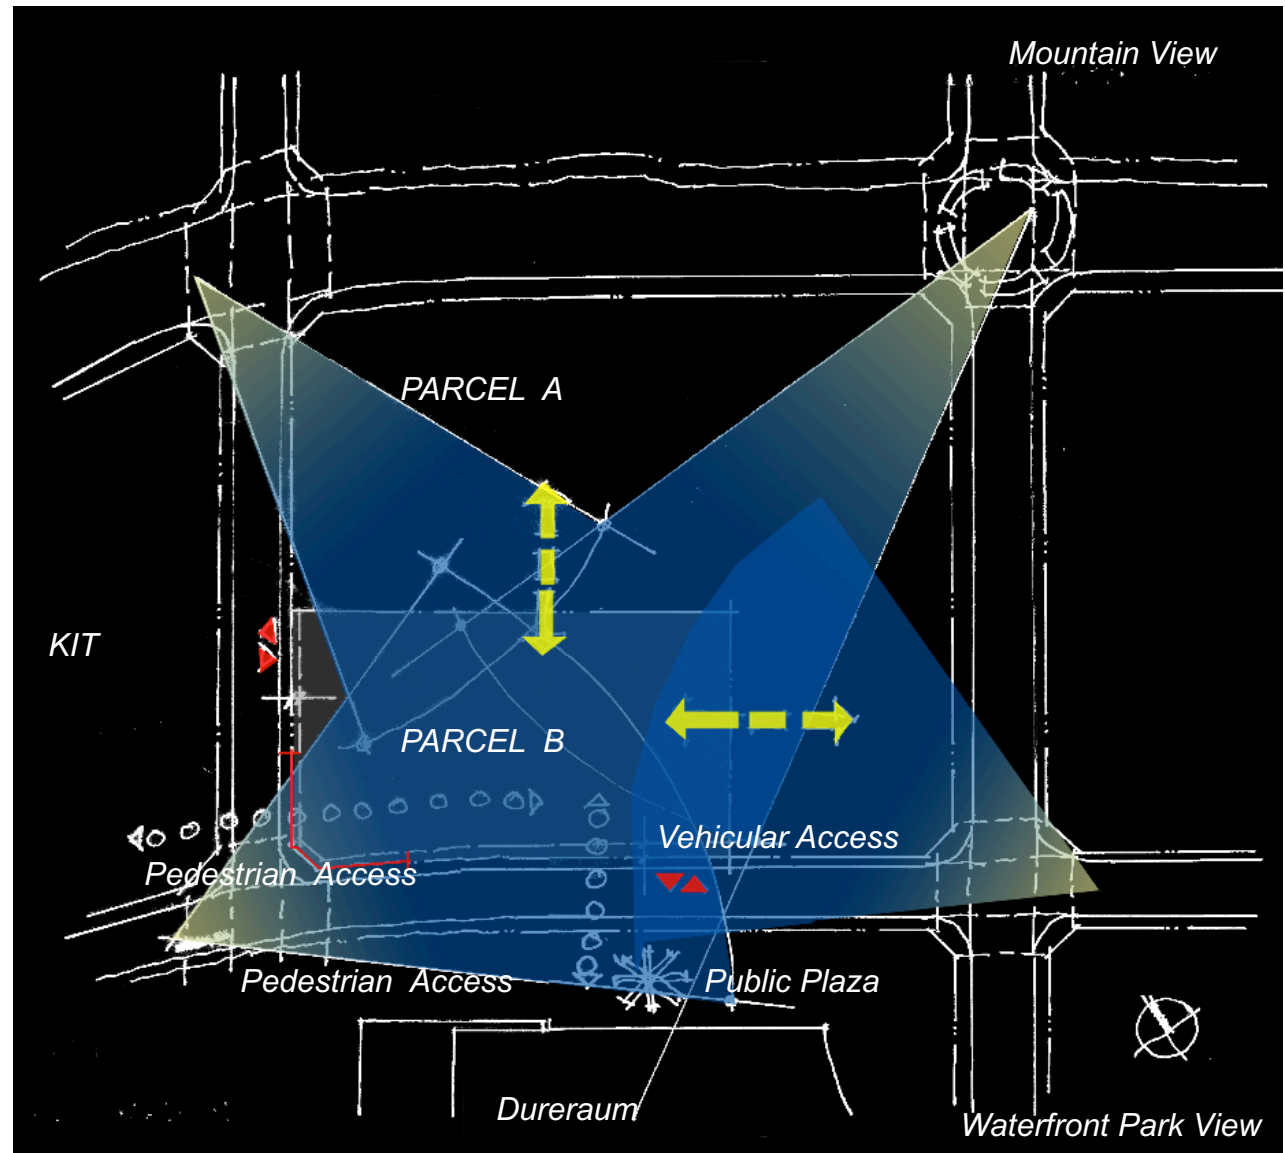 Mountain View
PARCEL A
KIT
PARCEL B
Vehicular Access
Pedestrian Access
Pedestrian Access
Public Plaza
Dureraum
Waterfront Park View